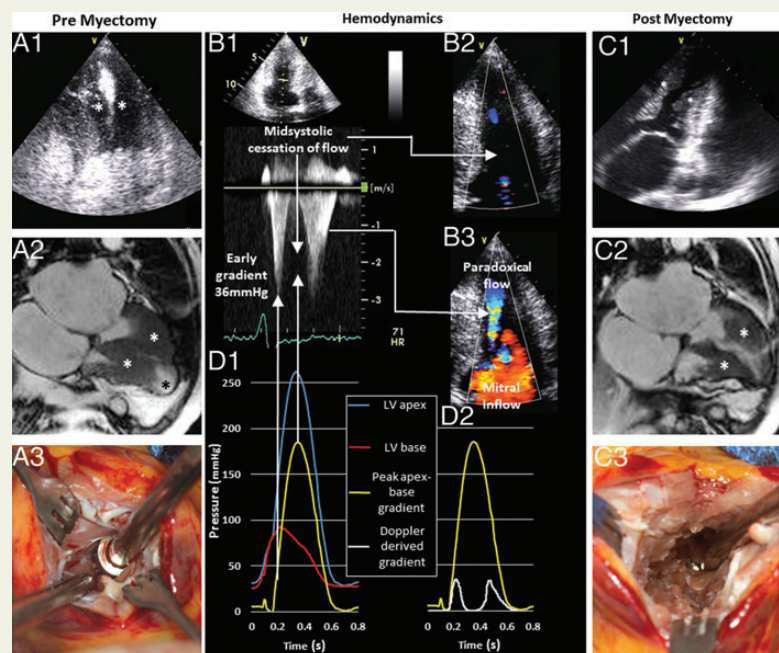 Pre Myectomy
Hemodynamics
Post Myectomy
A1
V
* *
B1
V
5
10
Midsystolic
cessation of flow
1
[m/s]
-1
-2
-3
Early
gradient
36mmHg
71
HR
B2
V
B3
V
Paradoxical
flow
Mitral
Inflow
C1
V
A2
*
*
*
C2
*
*
A3
C3
D1
Pressure (mmHg)
250
200
150
100
50
0
0 0.2 0.4 0.6 0.8
Time (s)
LV apex
LV base
Peak apex-
base
gradient
Doppler
derived
gradient
D2
0 0.2 0.4 0.6 0.8
Time (s)